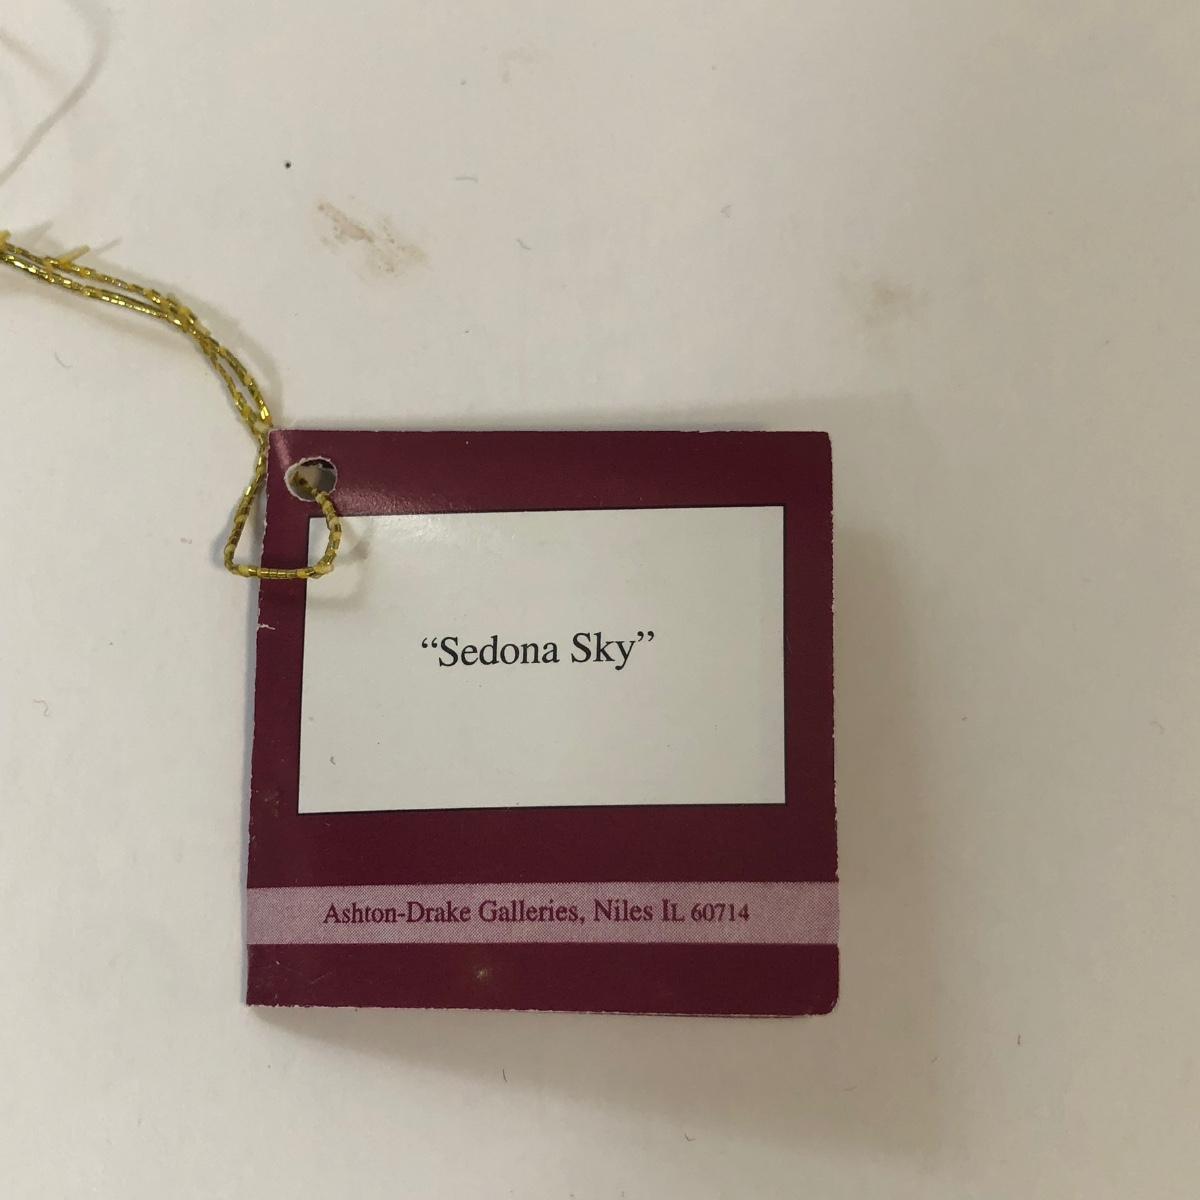 “Sedona Sky”
Ashton-Drake Galleries, Niles IL 60714